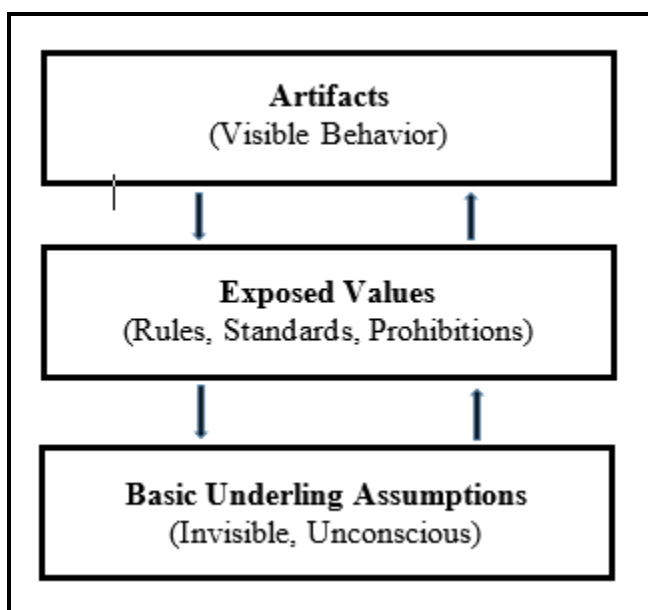 Artifacts
(Visible Behavior)
Exposed Values
(Rules, Standards, Prohibitions)
Basic Underling Assumptions
(Invisible, Unconscious)